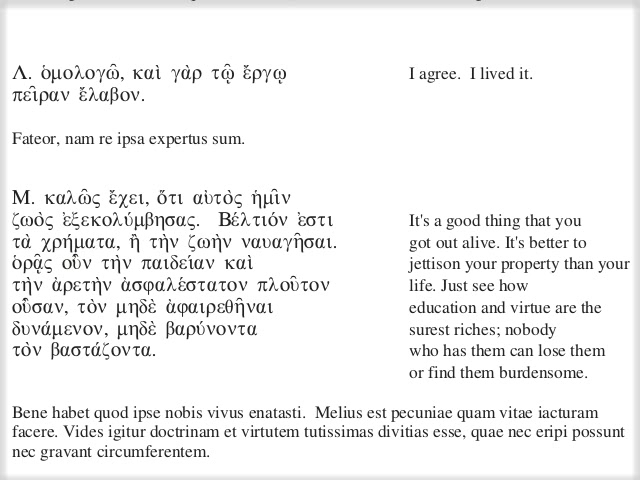 Λ. ὁμολογῶ, καὶ γὰρ τῷ ἔργῳ
πεῖραν ἔλαβον.
I agree.  I lived it.
Fateor, nam re ipsa expertus sum.
Μ. καλῶς ἔχει, ὅτι αὐτὸς ἡμῖν
ζωὸς ἐξεκολύμβησας.   Βέλτιόν ἐστι
τὰ χρήματα, ἢ τὴν ζωὴν ναυαγῆσαι.
ὁρᾷς οὖν τὴν παιδείαν καὶ
τὴν ἀρετὴν ἀσφαλέστατον πλοῦτον
οὖσαν, τὸν μηδὲ ἀφαιρεθῆναι
δυνάμενον, μηδὲ βαρύνοντα
τὸν βαστάζοντα.
It's a good thing that you
got out alive. It's better to
jettison your property than your
life. Just see how
education and virtue are the
surest riches; nobody
who has them can lose them
or find them burdensome.
Bene habet quod ipse nobis vivus enatasti.  Melius est pecuniae quam vitae iacturam
facere. Vides igitur doctrinam et virtutem tutissimas divitias esse, quae nec eripi possunt
nec gravant circumferentem.